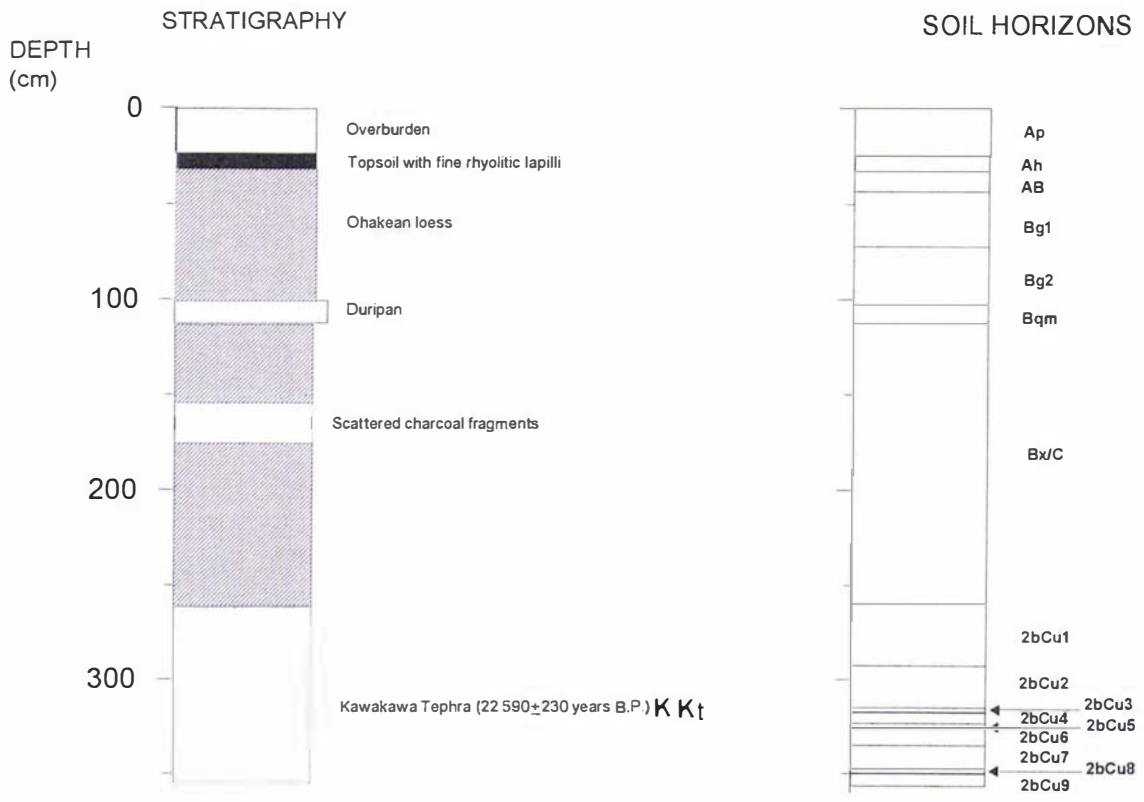 STRATIGRAPHY
SOIL HORIZONS
DEPTH
(cm)
0
Overburden
Topsoil with fine rhyolitic lapilli
Ohakean loess
100
Duripan
Scattered charcoal fragments
200
300
Kawakawa Tephra (22 590±230 years B.P.) K Kt
Ap
Ah
AB
Bg1
Bg2
Bqm
Bx/C
2bCu1
2bCu2
2bCu3
2bCu4
2bCu5
2bCu6
2bCu7
2bCu8
2bCu9